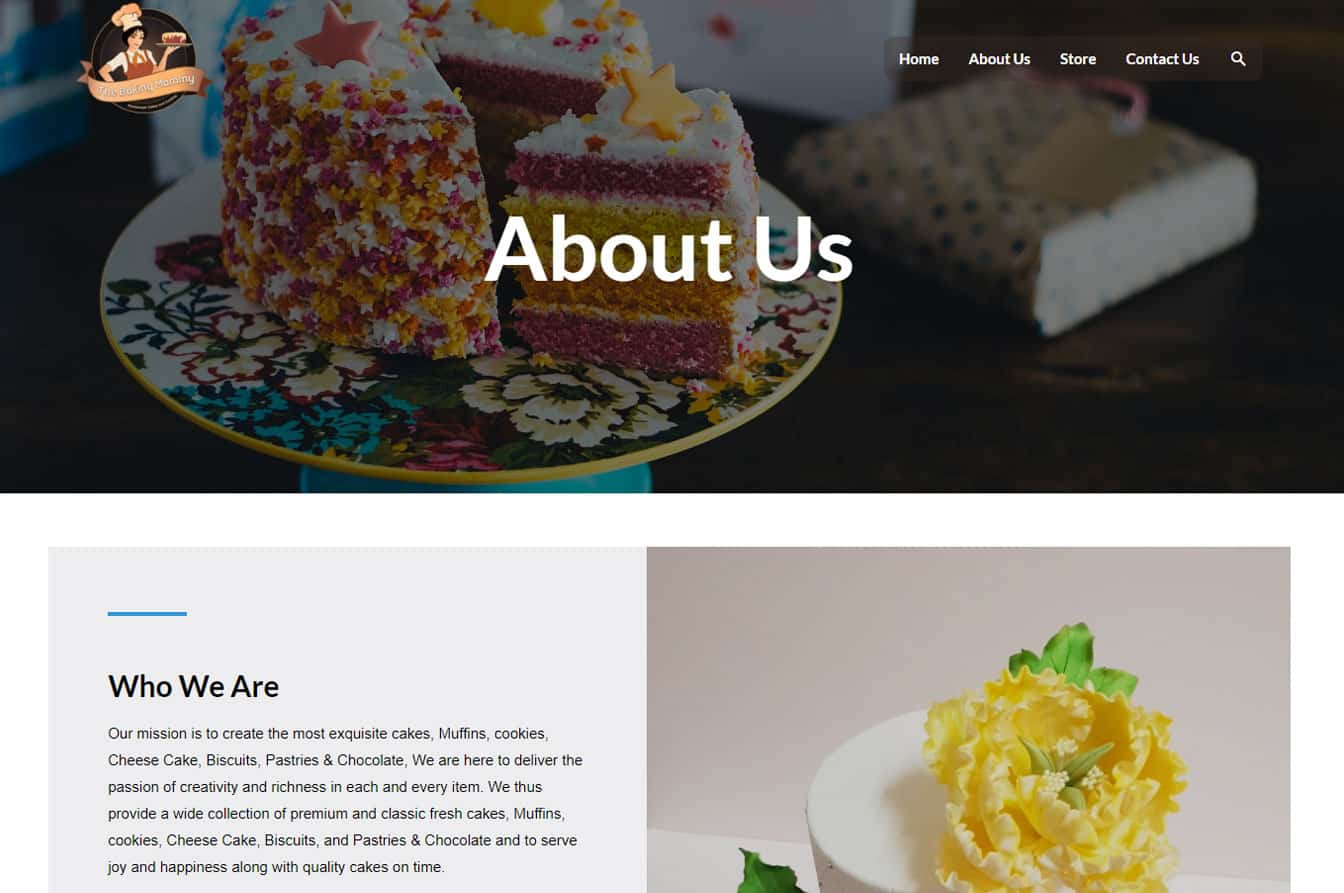 The Baking Mommy
Home
About Us
Store
Contact Us
About Us
Who We Are
Our mission is to create the most exquisite cakes, Muffins, cookies,
Cheese Cake, Biscuits, Pastries & Chocolate, We are here to deliver the
passion of creativity and richness in each and every item. We thus
provide a wide collection of premium and classic fresh cakes, Muffins,
cookies, Cheese Cake, Biscuits, and Pastries & Chocolate and to serve
joy and happiness along with quality cakes on time.